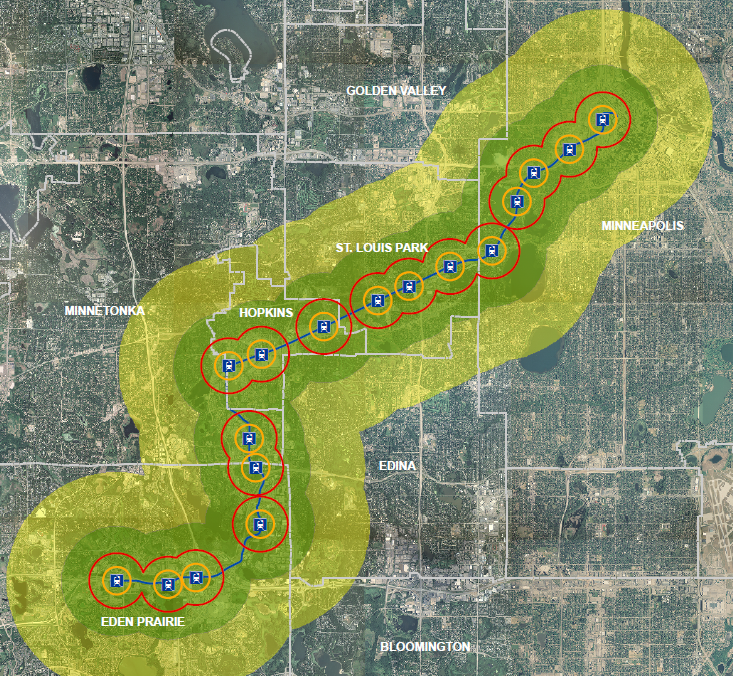 GOLDEN VALLEY
MINNEAPOLIS
ST. LOUIS PARK
MINNETONKA
HOPKINS
EDINA
EDEN PRAIRIE
BLOOMINGTON